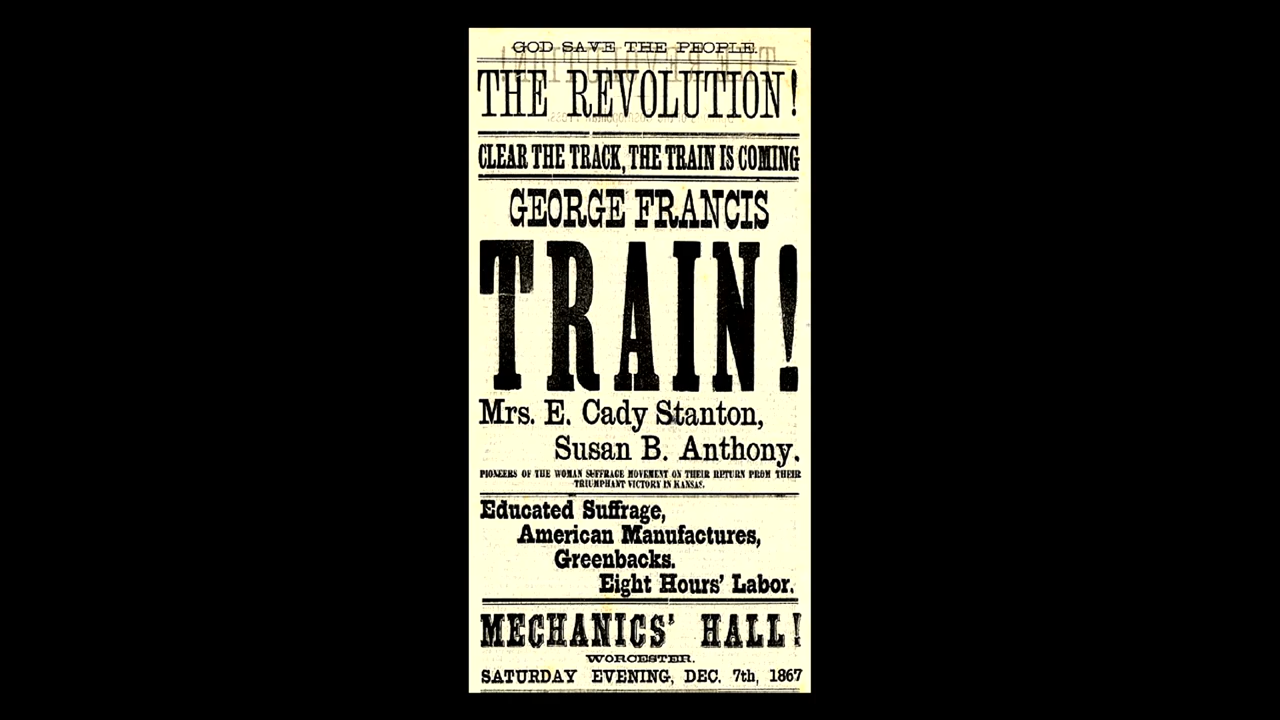 GOD SAVE THE PEOPLE.
THE REVOLUTION!
CLEAR THE TRACK, THE TRAIN IS COMING
GEORGE FRANCIS
TRAIN!
Mrs. E. Cady Stanton,
Susan B. Anthony.
PIONEERS OF THE WOMAN SUFFRAGE MOVEMENT ON THEIR RETURN FROM THEIR
TRIUMPHANT VICTORY IN KANSAS.
Educated Suffrage,
American Manufactures,
Greenbacks.
Eight Hours' Labor.
MECHANICS' HALL!
WORCESTER.
SATURDAY EVENING, DEC. 7th, 1867